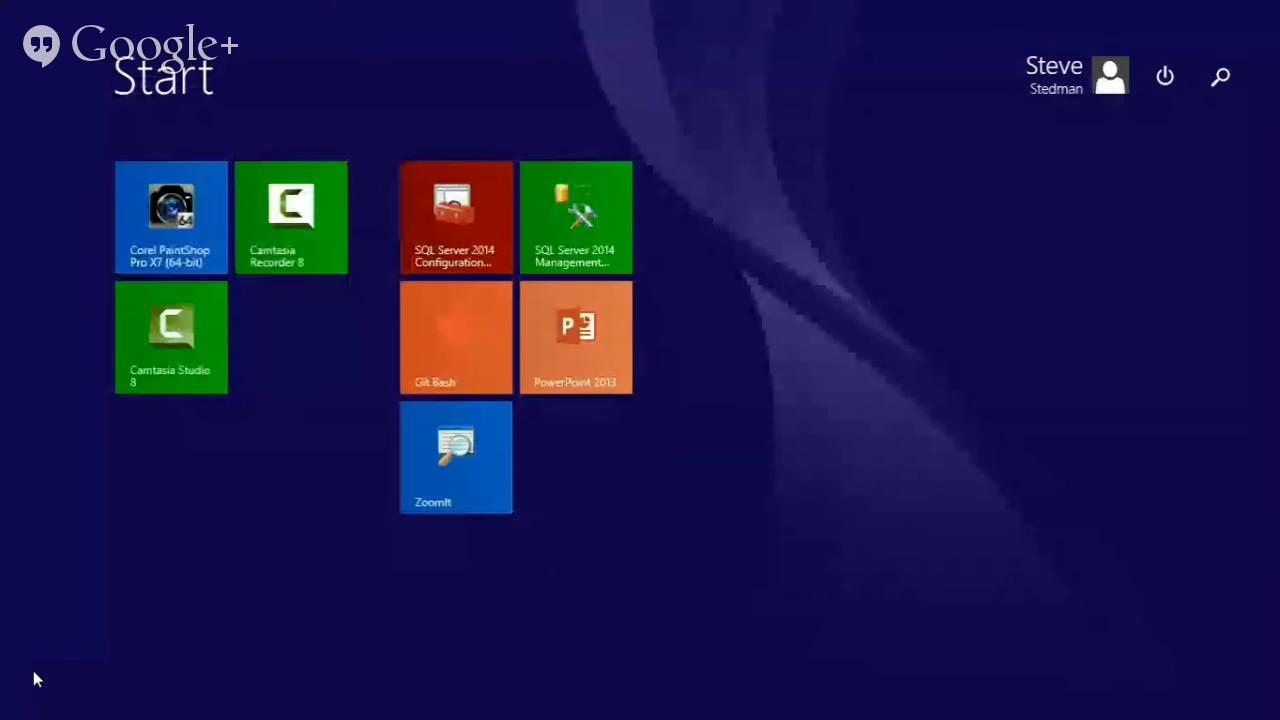 Google+
Start
Steve
Stedman
Corel PaintShop
Pro X7 (64-bit)
64
Camtasia
Recorder 8
SQL Server 2014
Configuration...
SQL Server 2014
Management...
Camtasia Studio
8
Git Bash
PowerPoint 2013
ZoomIt